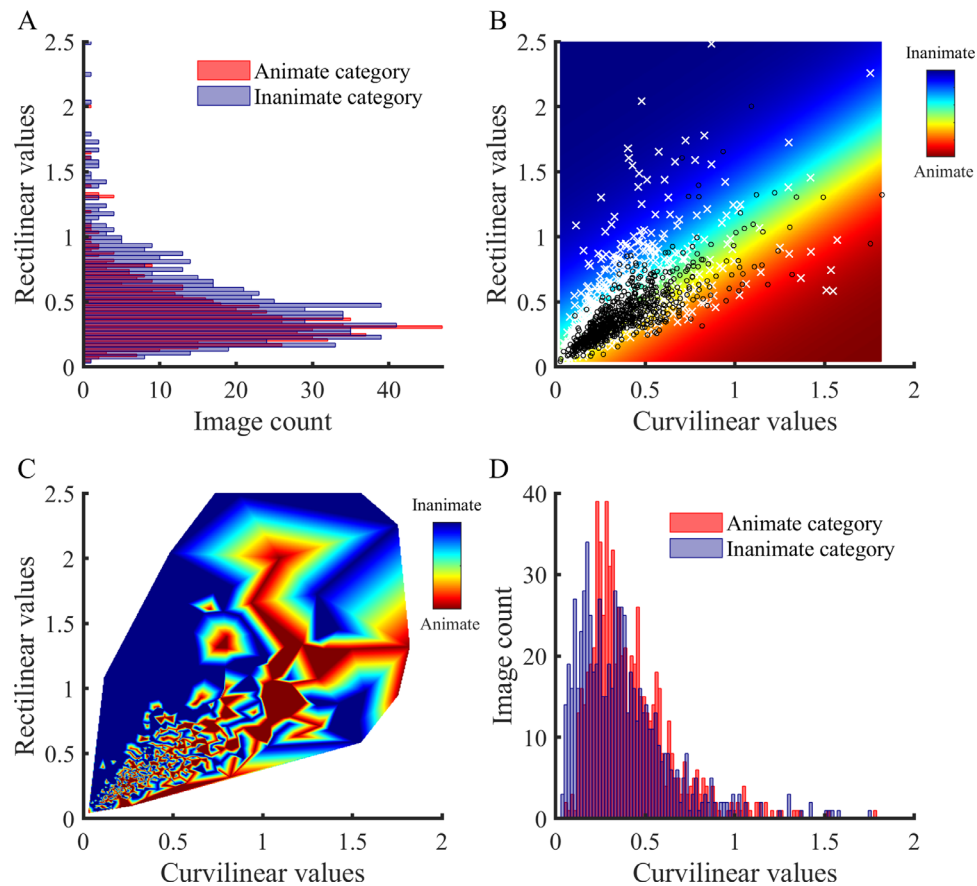 A
Rectilinear values
2.5
2
1.5
1
0.5
0
0 10 20 30 40
Image count
Animate category
Inanimate category
B
Rectilinear values
2.5
2
1.5
1
0.5
0
0 0.5 1 1.5 2
Curvilinear values
Inanimate
Animate
C
Rectilinear values
2.5
2
1.5
1
0.5
0
0 0.5 1 1.5 2
Curvilinear values
Inanimate
Animate
D
Image count
40
30
20
10
0
0 0.5 1 1.5 2
Curvilinear values
Animate category
Inanimate category